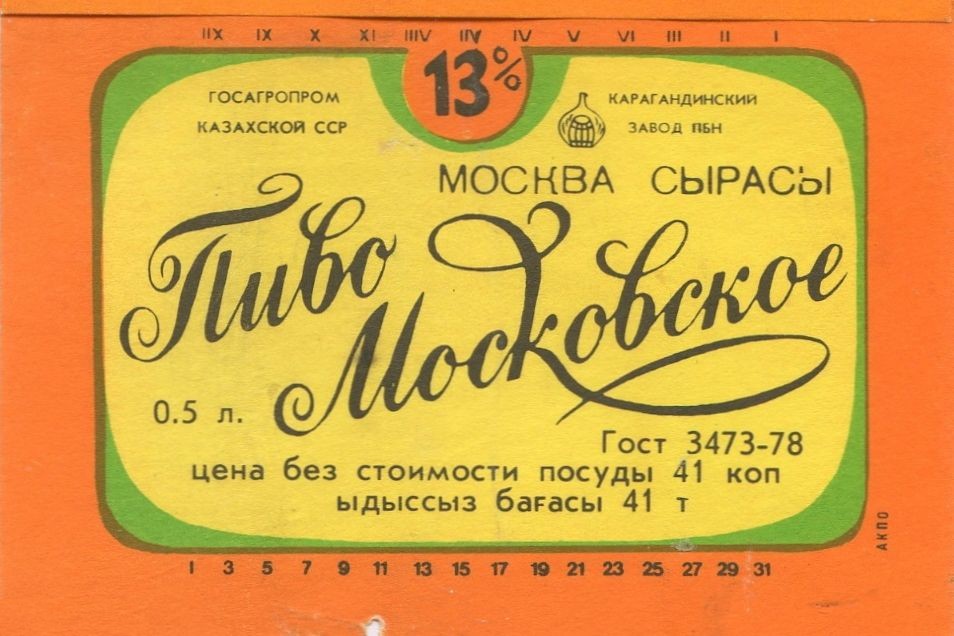 IIX IX X XI IIIV IIV IV V VI III II I
13%
ГОСАГРОПРОМ
КАЗАХСКОЙ ССР
КАРАГАНДИНСКИЙ
ЗАВОД ПБН
МОСКВА СЫРАСЫ
Пиво
Московское
0.5 л.
Гост 3473-78
цена без стоимости посуды 41 коп
ыдыссыз бағасы 41 т
АКПО
1 3 5 7 9 11 13 15 17 19 21 23 25 27 29 31